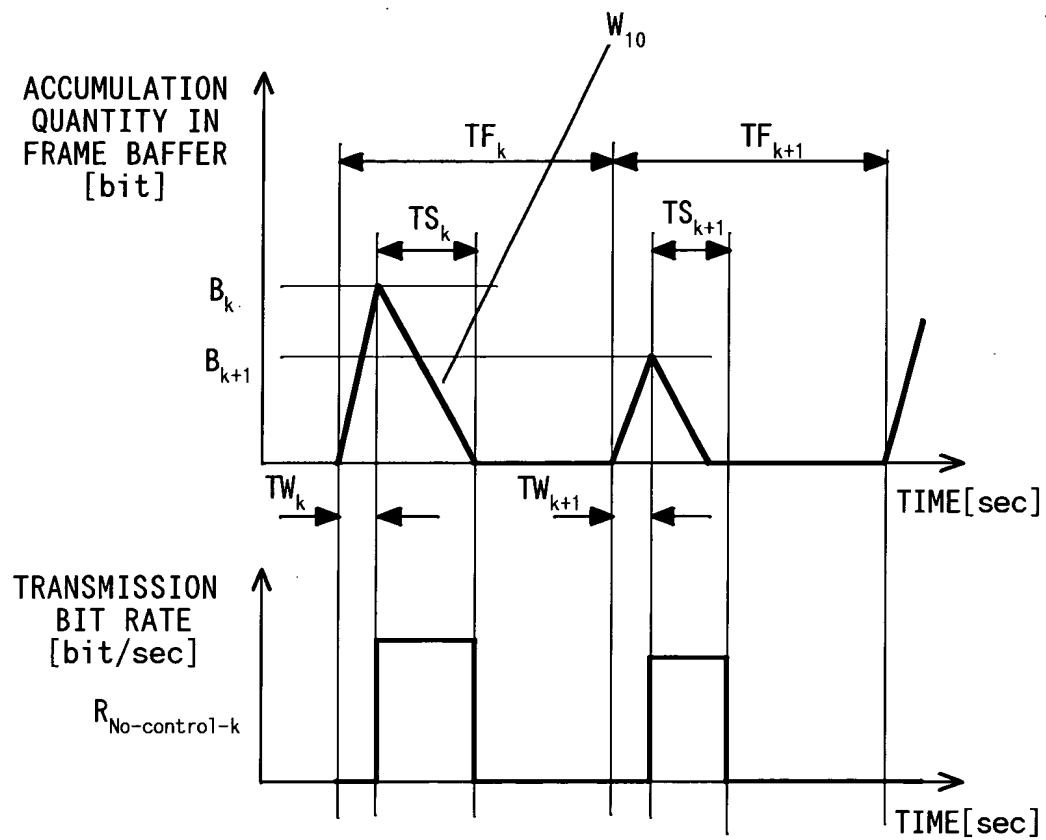 W10
ACCUMULATION
QUANTITY IN
FRAME BAFFER
[bit]
TFk
TFk+1
TSk
TSk+1
Bk
Bk+1
TWk
TWk+1
TIME[sec]
TRANSMISSION
BIT RATE
[bit/sec]
RNo-control-k
TIME[sec]